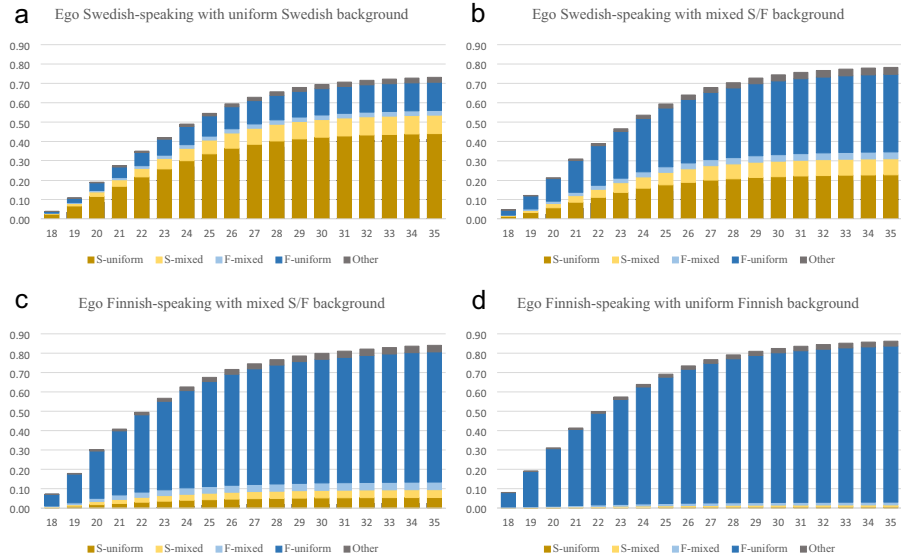 a
Ego Swedish-speaking with uniform Swedish background
0.90
0.80
0.70
0.60
0.50
0.40
0.30
0.20
0.10
0.00
18 19 20 21 22 23 24 25 26 27 28 29 30 31 32 33 34 35
S-uniform S-mixed F-mixed F-uniform Other
b
Ego Swedish-speaking with mixed S/F background
0.90
0.80
0.70
0.60
0.50
0.40
0.30
0.20
0.10
0.00
18 19 20 21 22 23 24 25 26 27 28 29 30 31 32 33 34 35
S-uniform S-mixed F-mixed F-uniform Other
c
Ego Finnish-speaking with mixed S/F background
0.90
0.80
0.70
0.60
0.50
0.40
0.30
0.20
0.10
0.00
18 19 20 21 22 23 24 25 26 27 28 29 30 31 32 33 34 35
S-uniform S-mixed F-mixed F-uniform Other
d
Ego Finnish-speaking with uniform Finnish background
0.90
0.80
0.70
0.60
0.50
0.40
0.30
0.20
0.10
0.00
18 19 20 21 22 23 24 25 26 27 28 29 30 31 32 33 34 35
S-uniform S-mixed F-mixed F-uniform Other